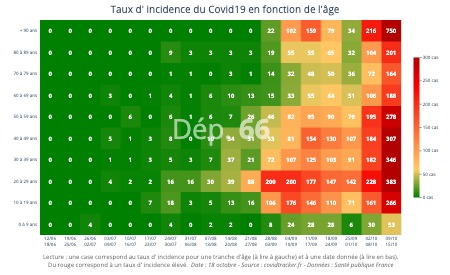 Taux d' incidence du Covid19 en fonction de l'âge
+ 90 ans 0 0 0 0 0 0 0 0 0 0 22 102 159 79 34 216 750
80 à 89 ans 0 0 0 0 0 0 9 3 3 3 19 55 55 65 32 104 201
70 à 79 ans 0 0 0 0 0 0 1 1 0 3 1 14 32 48 50 36 72 164
60 à 69 ans 0 0 0 3 0 1 4 1 6 10 13 15 33 55 84 51 106 188
50 à 59 ans 0 0 0 0 6 0 0 1 6 7 46 82 95 90 76 195 278
40 à 49 ans 0 0 0 5 1 3 34 81 154 130 107 184 307
30 à 39 ans 0 0 0 1 1 3 5 3 7 37 21 72 107 125 103 91 182 346
20 à 29 ans 0 0 0 4 2 2 16 16 30 39 86 200 200 177 147 142 228 383
10 à 19 ans 0 0 0 0 0 7 18 3 5 13 16 106 176 146 110 71 161 266
0 à 9 ans 0 0 4 0 0 0 4 0 2 2 0 8 24 28 28 6 30 53
Dép. 66
300 cas
250 cas
200 cas
150 cas
100 cas
50 cas
0 cas
12/06 19/06 26/06 03/07 10/07 17/07 24/07 31/07 07/08 14/08 21/08 28/08 04/09 11/09 18/09 25/09 02/10 09/10
18/06 25/06 02/07 09/07 16/07 23/07 30/07 06/08 13/08 20/08 27/08 03/09 10/09 17/09 24/09 01/10 08/10 15/10
Lecture : une case correspond au taux d' incidence pour une tranche d'âge (à lire à gauche) et à une date donnée (à lire en bas).
Du rouge correspond à un taux d' incidence élevé. Date : 18 octobre - Source : covidtracker.fr - Données : Santé publique France